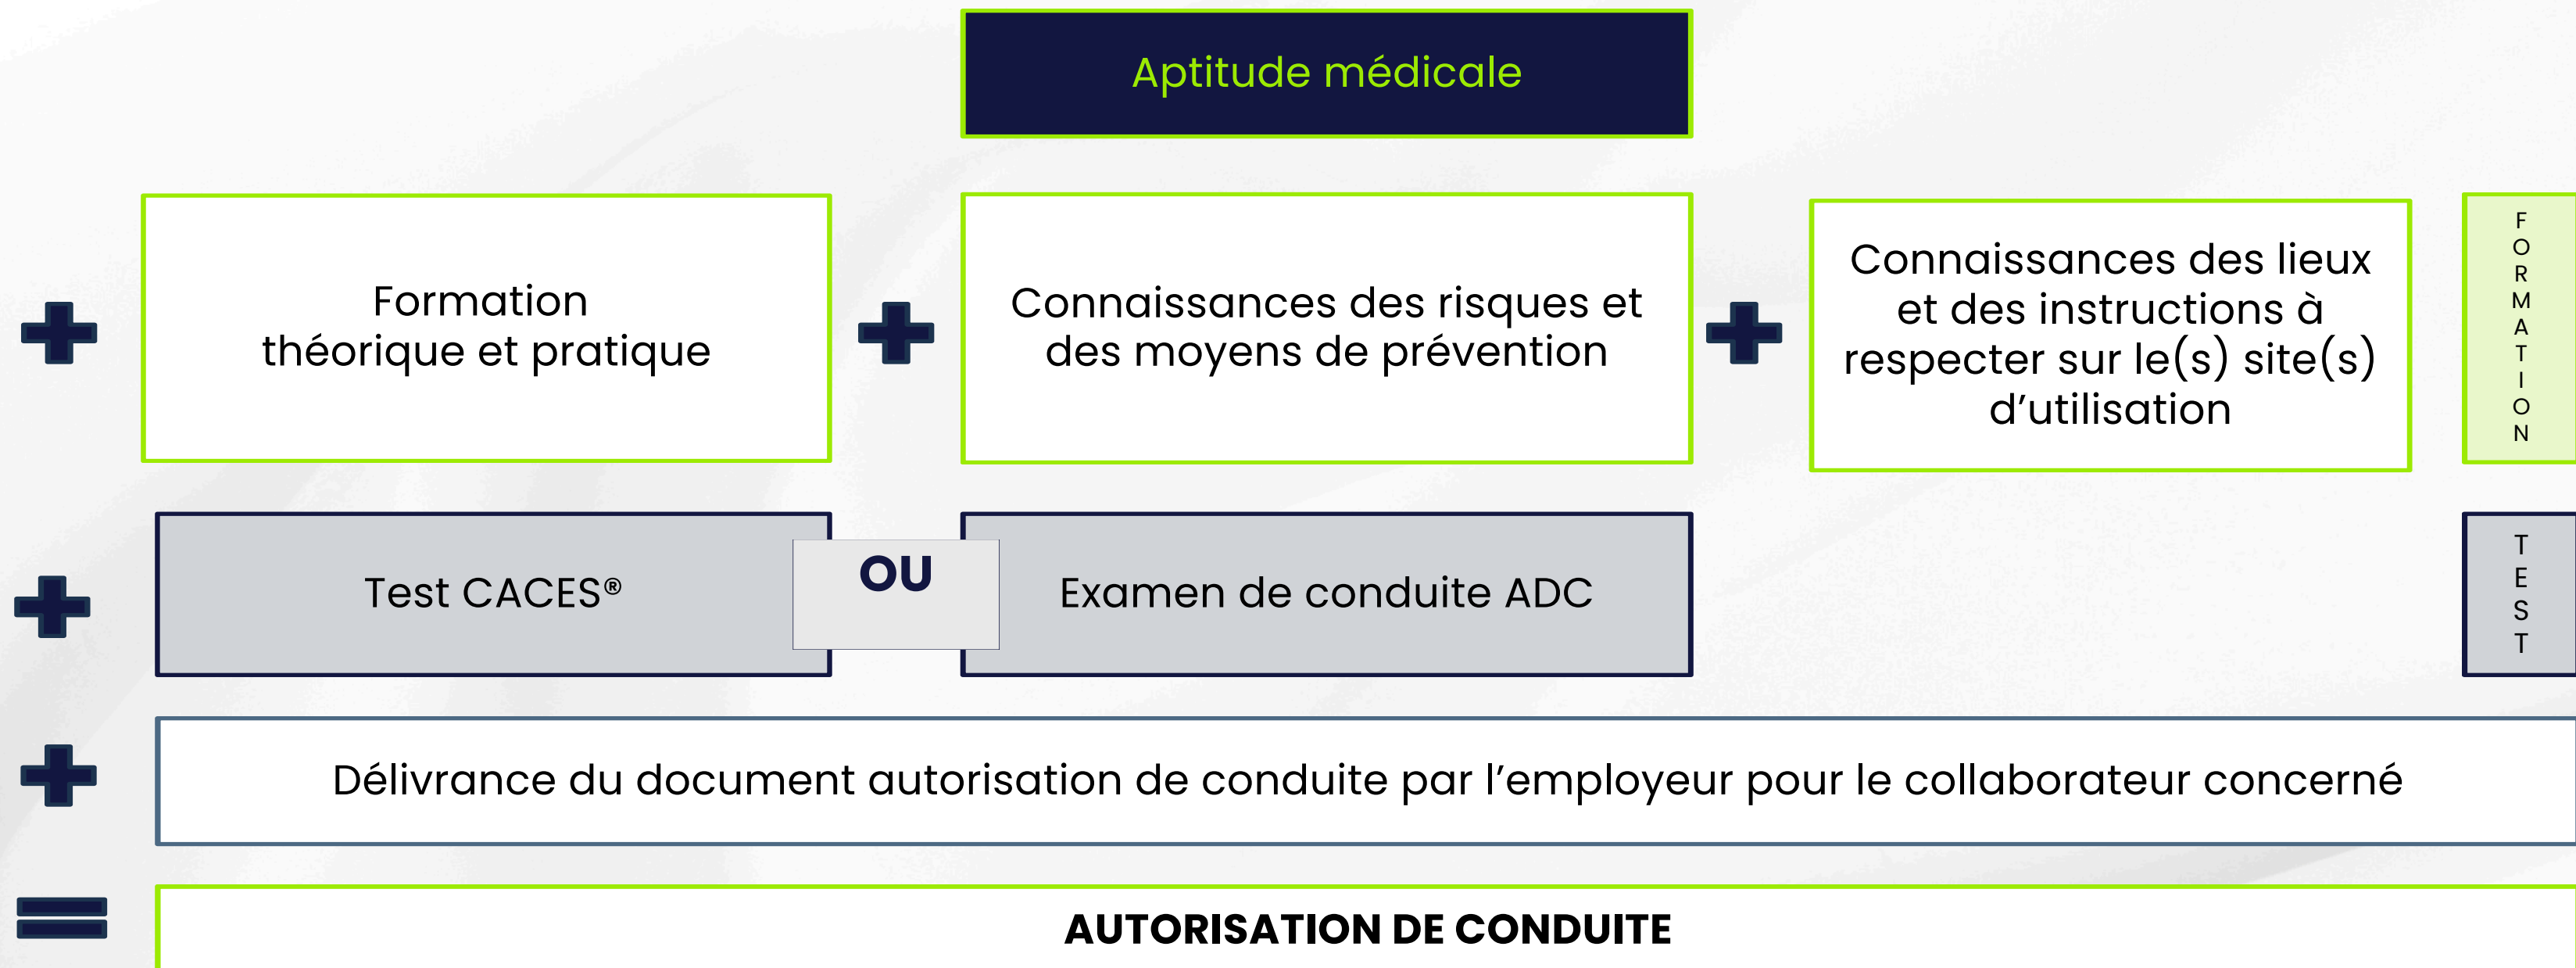 Aptitude médicale
Formation
théorique et pratique
Connaissances des risques et
des moyens de prévention
Connaissances des lieux
et des instructions à
respecter sur le(s) site(s)
d’utilisation
FORMATION
Test CACES®
OU
Examen de conduite ADC
TEST
Délivrance du document autorisation de conduite par l’employeur pour le collaborateur concerné
AUTORISATION DE CONDUITE